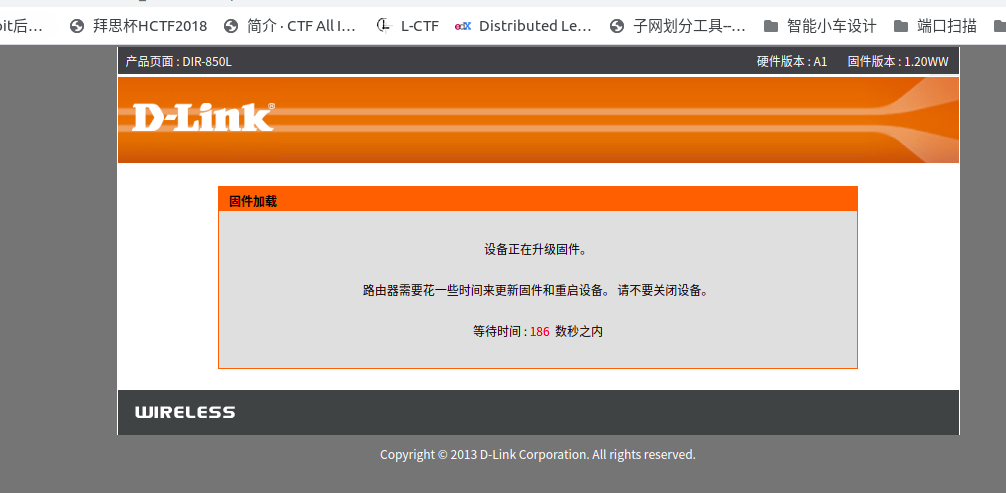 oit后... 拜思杯HCTF2018 简介 · CTF All I... L-CTF Distributed Le... 子网划分工具–... 智能小车设计 端口扫描
产品页面 : DIR-850L 硬件版本 : A1 固件版本 : 1.20WW
D-Link®
固件加载
设备正在升级固件。
路由器需要花一些时间来更新固件和重启设备。 请不要关闭设备。
等待时间 : 186 数秒之内
WIRELESS
Copyright © 2013 D-Link Corporation. All rights reserved.